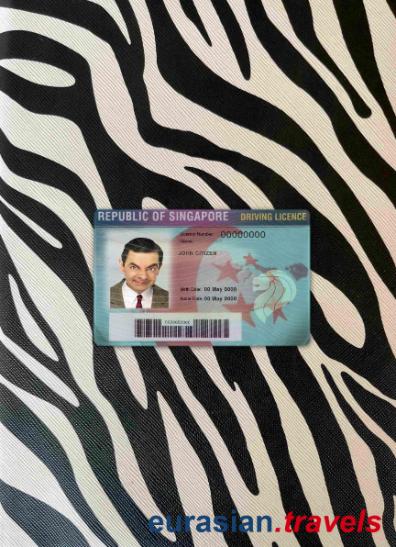 REPUBLIC OF SINGAPORE DRIVING LICENCE
Licence Number: 00000000
Name:
JOHN CITIZEN
Birth Date: 00 May 0000
Issue Date: 00 May 0000
eurasian.travels